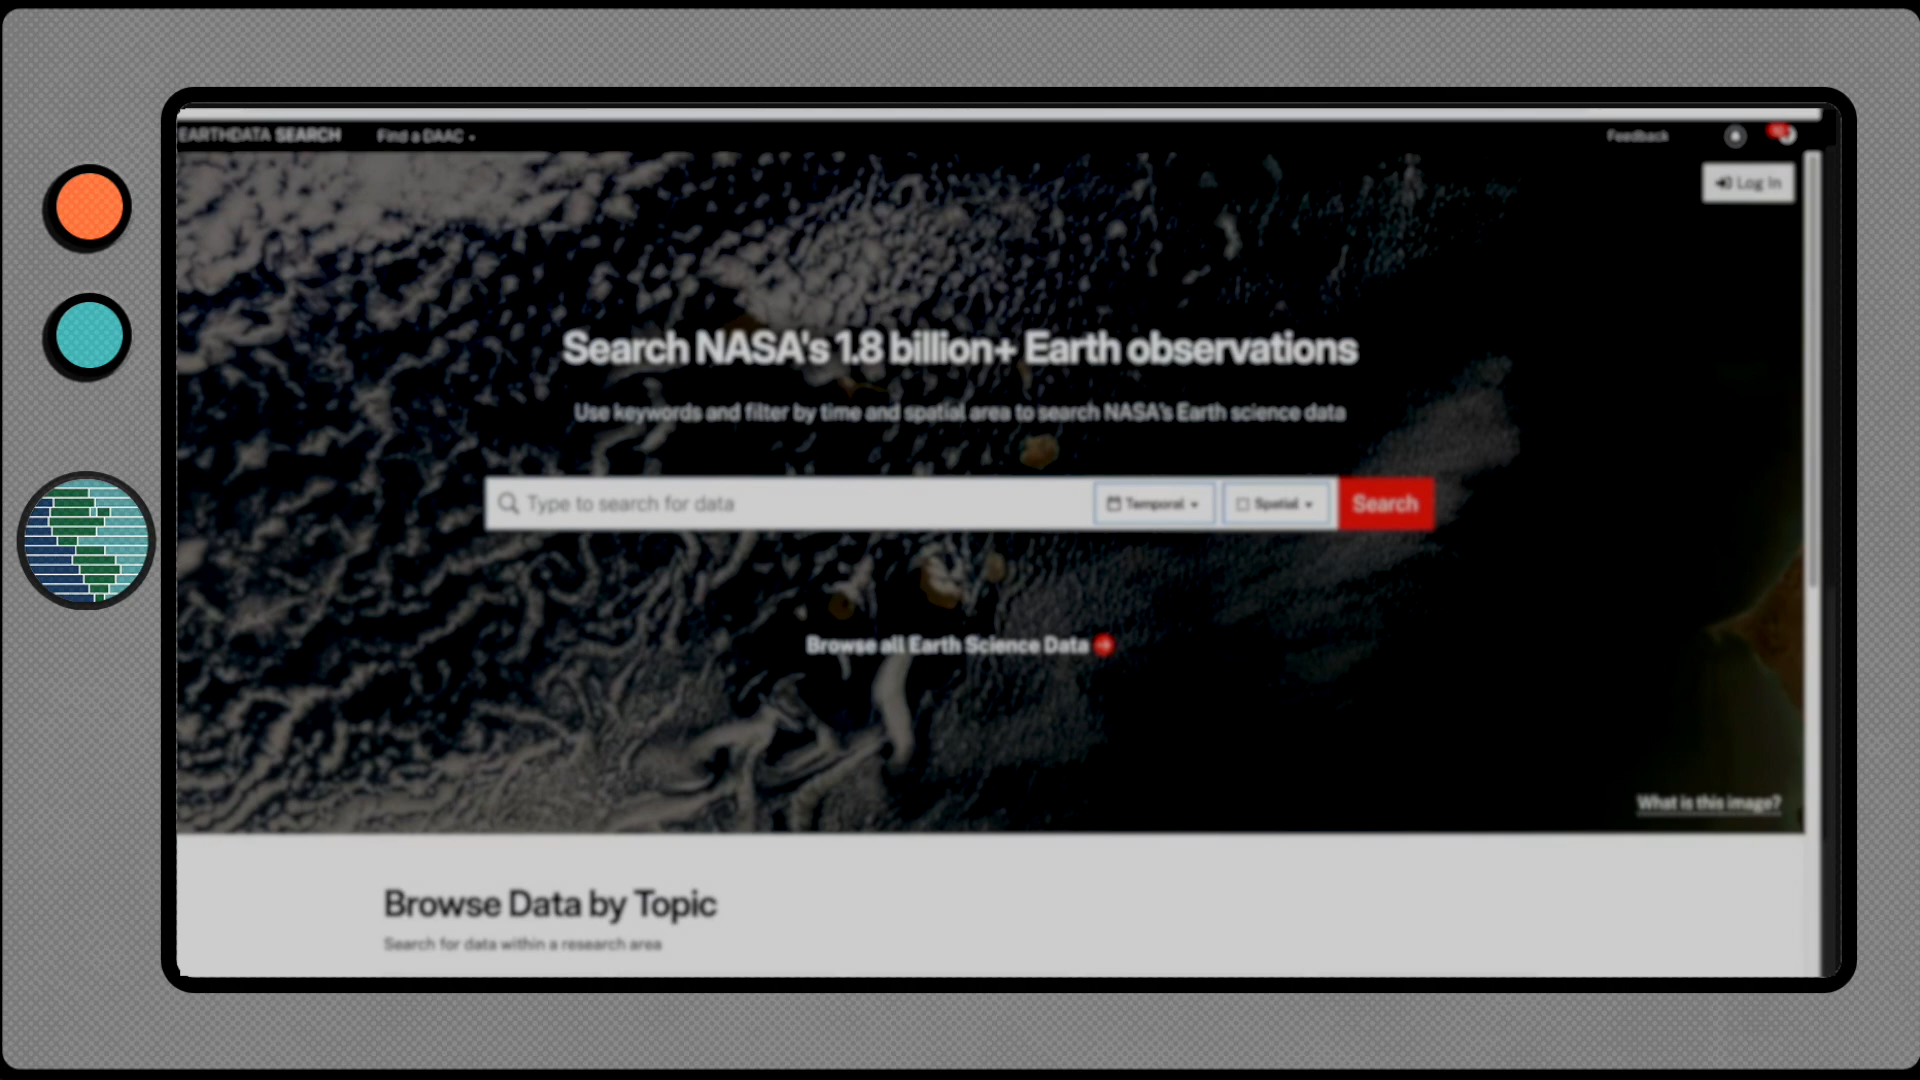 EARTHDATA SEARCH
Find a DAAC
Feedback
Log In
Search NASA's 1.8 billion+ Earth observations
Use keywords and filter by time and spatial area to search NASA's Earth science data
Type to search for data
Temporal
Spatial
Search
Browse all Earth Science Data
What is this image?
Browse Data by Topic
Search for data within a research area